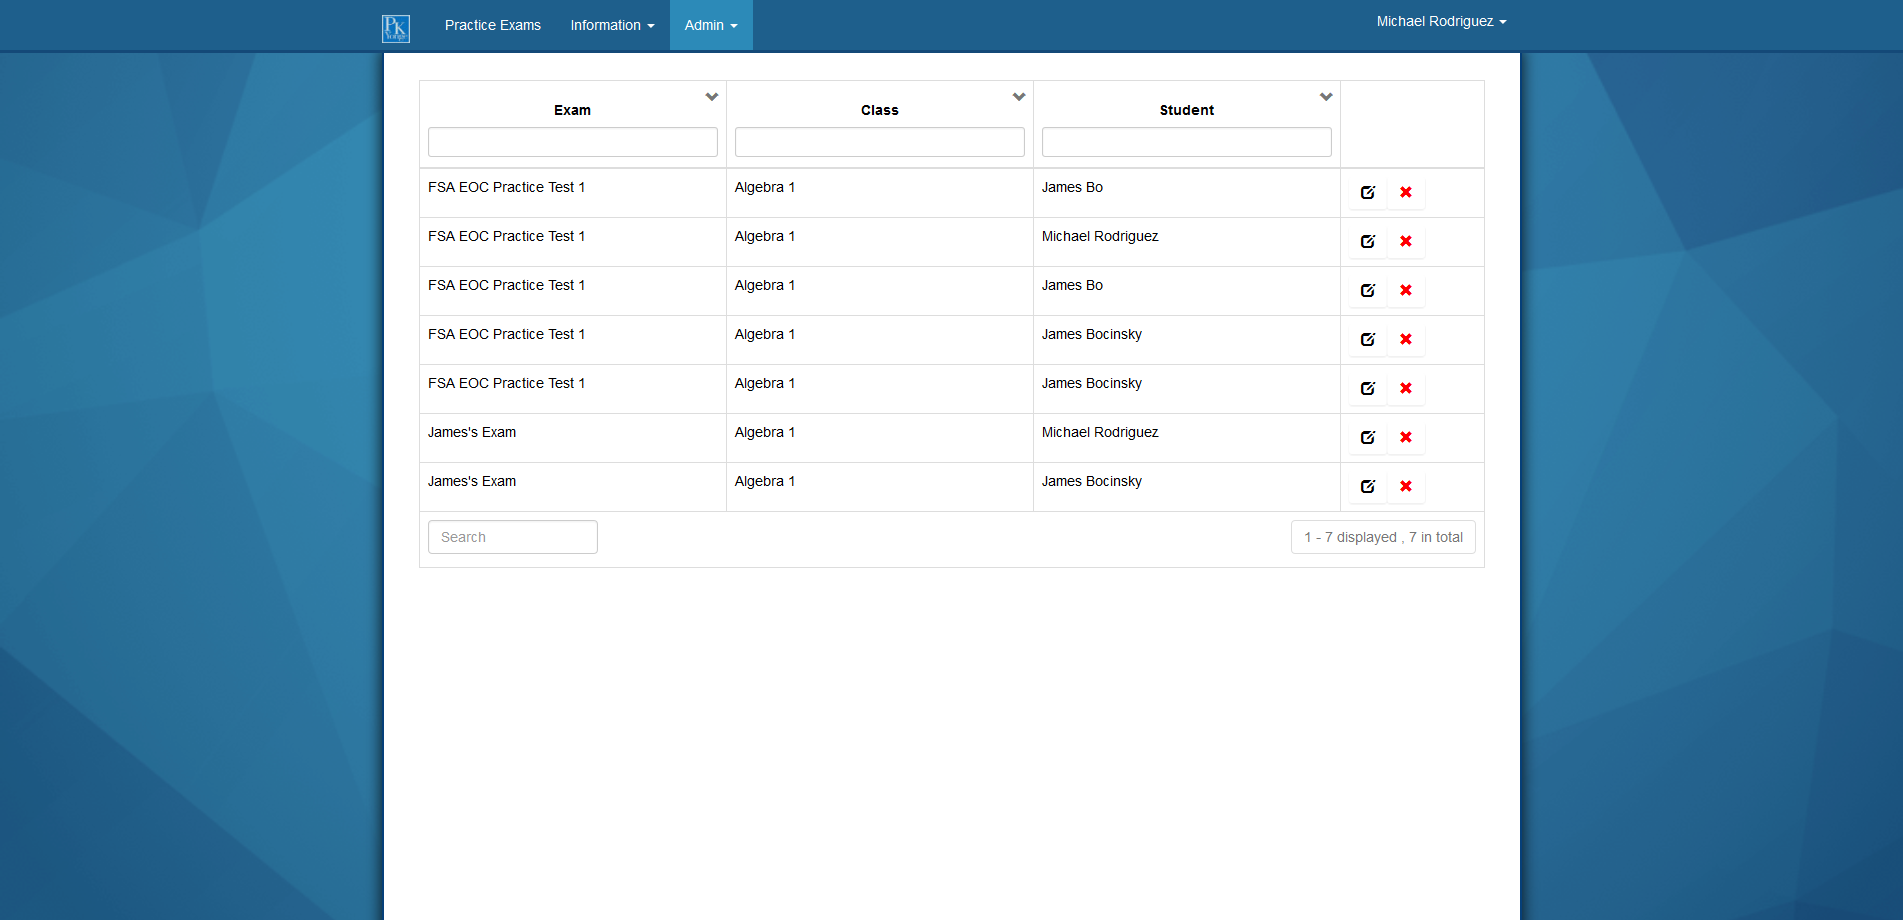 PK
Practice Exams Information Admin Michael Rodriguez
Exam Class Student
FSA EOC Practice Test 1 Algebra 1 James Bo
FSA EOC Practice Test 1 Algebra 1 Michael Rodriguez
FSA EOC Practice Test 1 Algebra 1 James Bo
FSA EOC Practice Test 1 Algebra 1 James Bocinsky
FSA EOC Practice Test 1 Algebra 1 James Bocinsky
James's Exam Algebra 1 Michael Rodriguez
James's Exam Algebra 1 James Bocinsky
Search 1 - 7 displayed , 7 in total